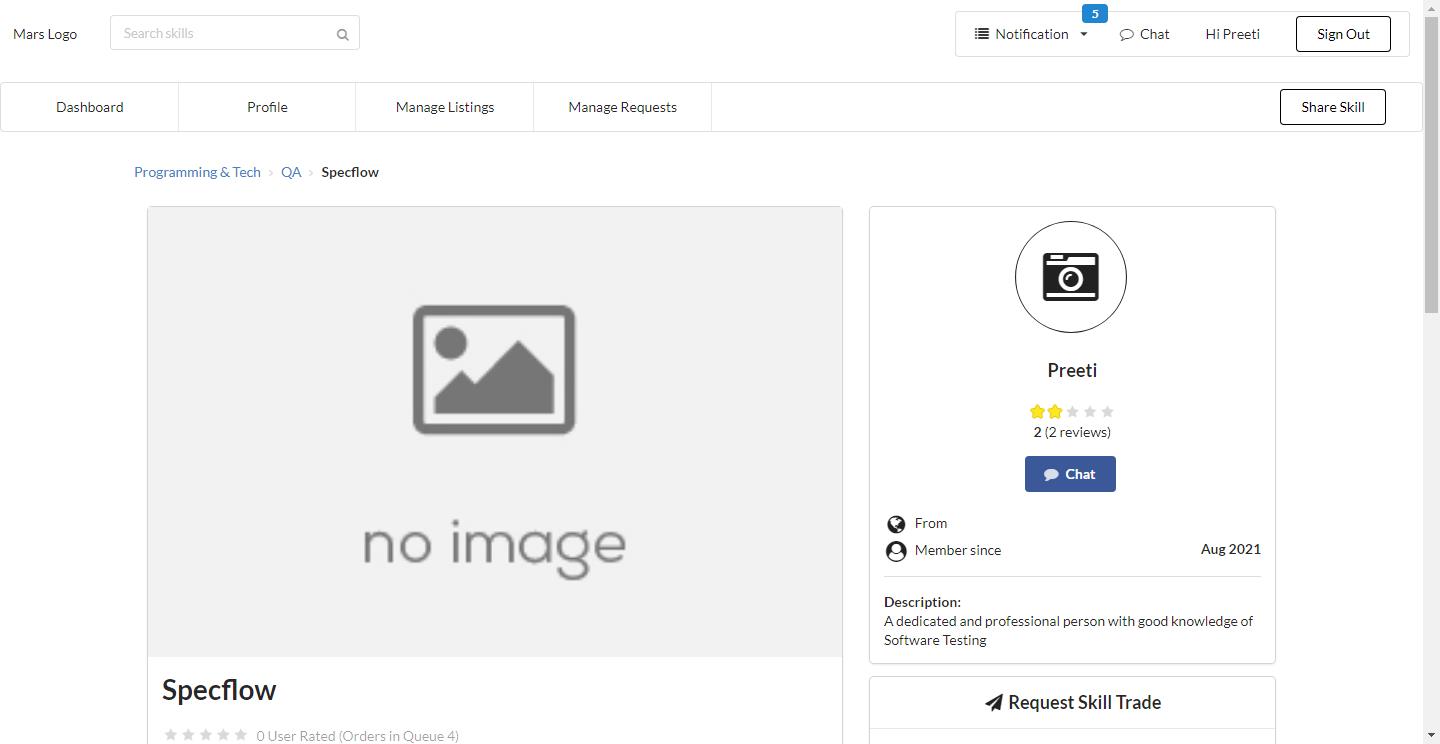 Mars Logo
Search skills
5
Notification
Chat
Hi Preeti
Sign Out
Dashboard
Profile
Manage Listings
Manage Requests
Share Skill
Programming & Tech › QA › Specflow
no image
Preeti
2 (2 reviews)
Chat
From
Member since Aug 2021
Description:
A dedicated and professional person with good knowledge of
Software Testing
Specflow
0 User Rated (Orders in Queue 4)
Request Skill Trade